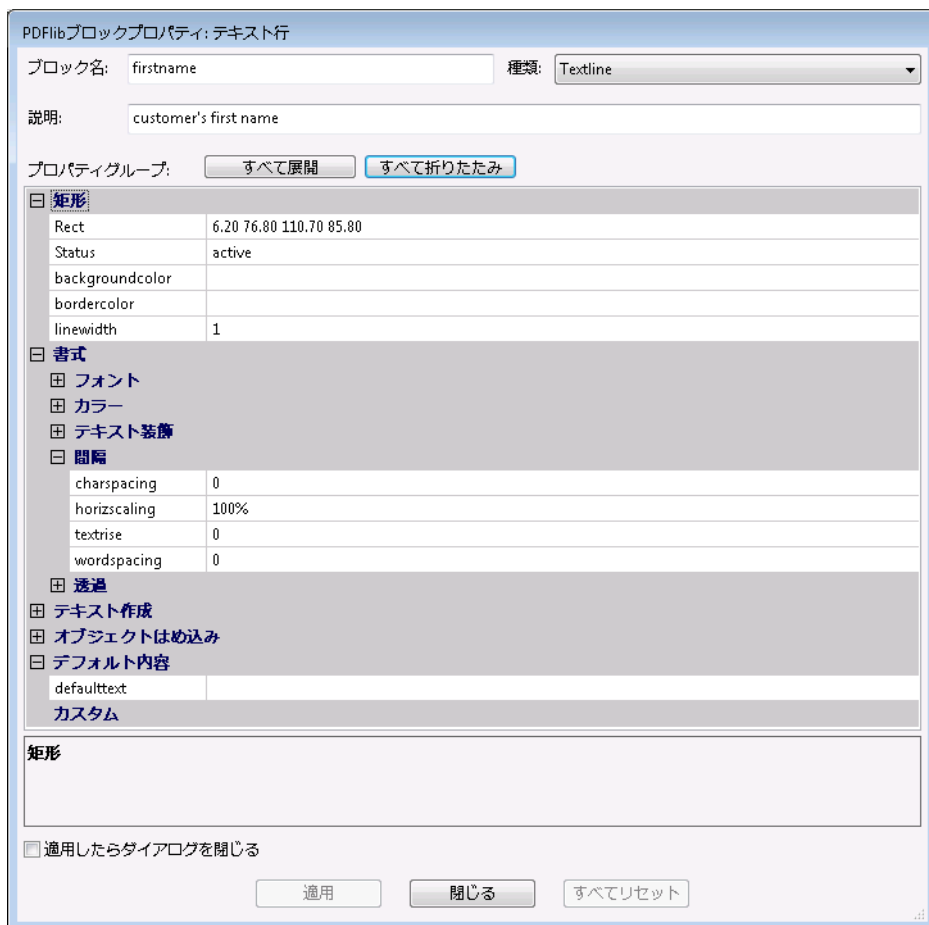 PDFlibブロックプロパティ: テキスト行
ブロック名: firstname 種類: Textline
説明: customer's first name
プロパティグループ: すべて展開 すべて折りたたみ
矩形
Rect 6.20 76.80 110.70 85.80
Status active
backgroundcolor
bordercolor
linewidth 1
書式
フォント
カラー
テキスト装飾
間隔
charspacing 0
horizscaling 100%
textrise 0
wordspacing 0
透過
テキスト作成
オブジェクトはめ込み
デフォルト内容
defaulttext
カスタム
矩形
適用したらダイアログを閉じる
適用 閉じる すべてリセット